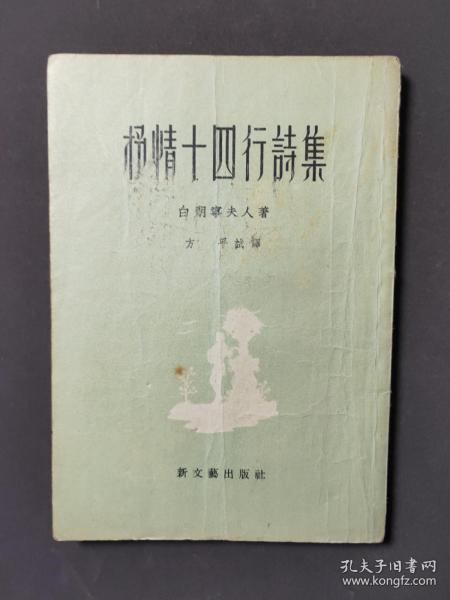 抒情十四行詩集
白朗寧夫人著
方平試譯
新文藝出版社
孔夫子旧书网
www.kongfz.com